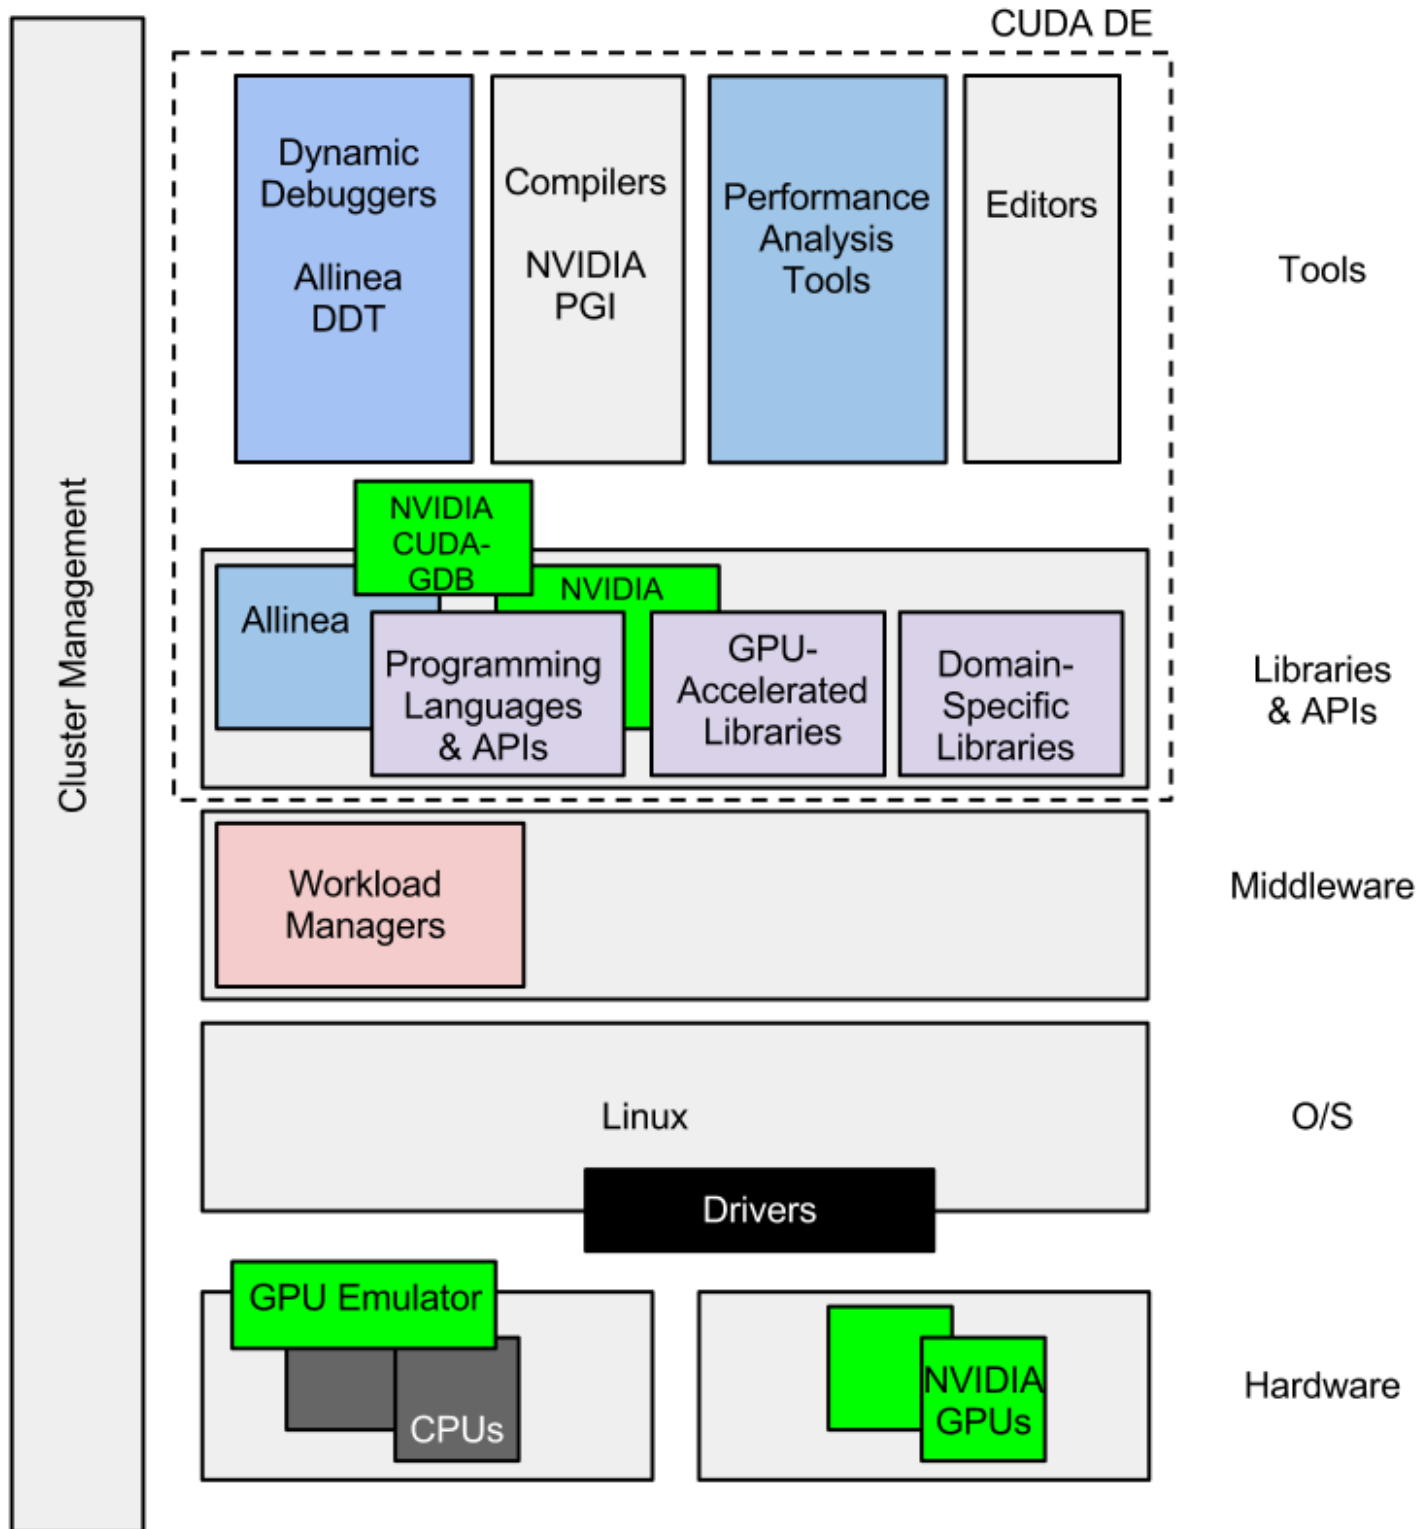 CUDA DE
Dynamic
Debuggers
Allinea
DDT
Compilers
NVIDIA
PGI
Performance
Analysis
Tools
Editors
Tools
Cluster Management
NVIDIA
CUDA-
GDB
NVIDIA
Allinea
Programming
Languages
& APIs
GPU-
Accelerated
Libraries
Domain-
Specific
Libraries
Libraries
& APIs
Workload
Managers
Middleware
Linux
O/S
Drivers
GPU Emulator
CPUs
NVIDIA
GPUs
Hardware